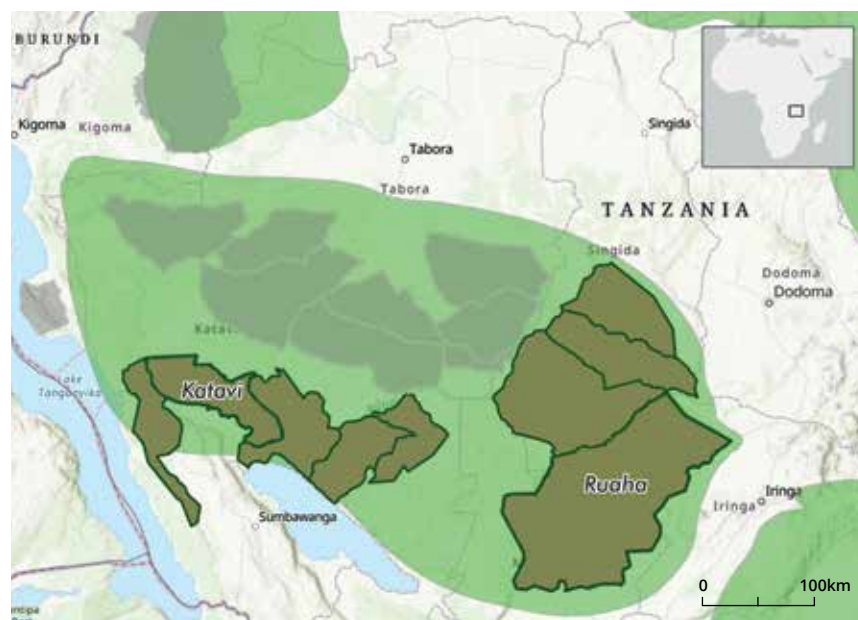 BURUNDI
Kigoma
Kigoma
Tabora
Tabora
Singida
TANZANIA
Singida
Dodoma
Dodoma
Lake
Tanganyika
Katavi
Ruaha
Iringa
Iringa
Sumbawanga
0
100km